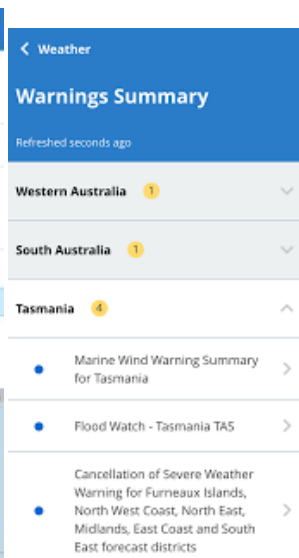 Weather
Warnings Summary
Refreshed seconds ago
Western Australia 1
South Australia 1
Tasmania 4
Marine Wind Warning Summary
for Tasmania
Flood Watch - Tasmania TAS
Cancellation of Severe Weather
Warning for Furneaux Islands,
North West Coast, North East,
Midlands, East Coast and South
East forecast districts